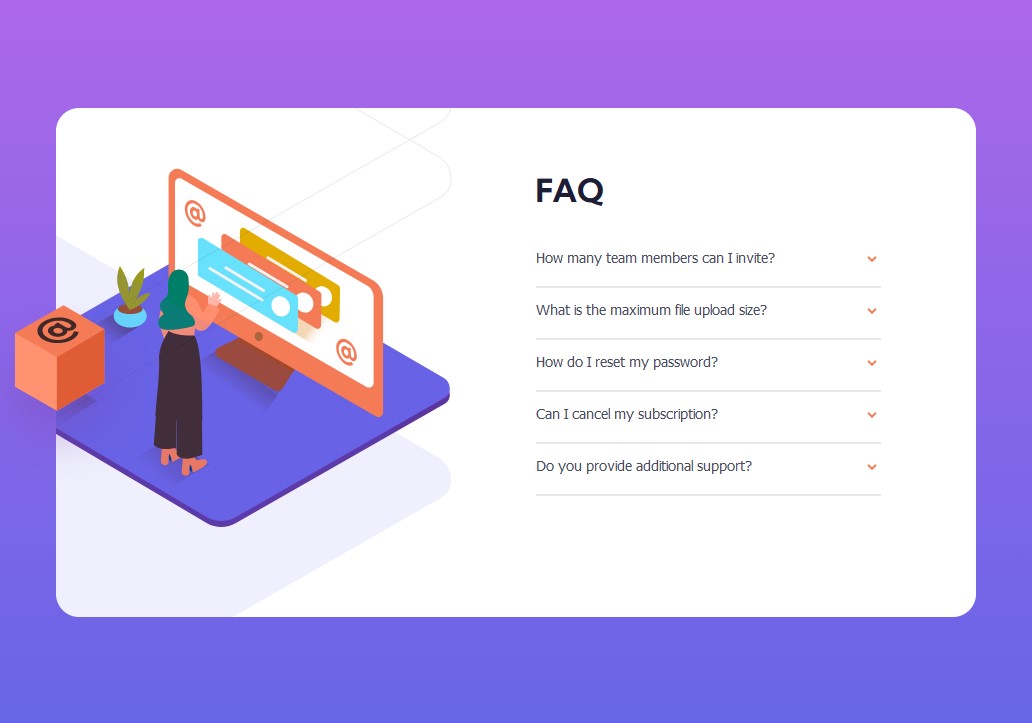 FAQ
How many team members can I invite?
What is the maximum file upload size?
How do I reset my password?
Can I cancel my subscription?
Do you provide additional support?
@
@
@